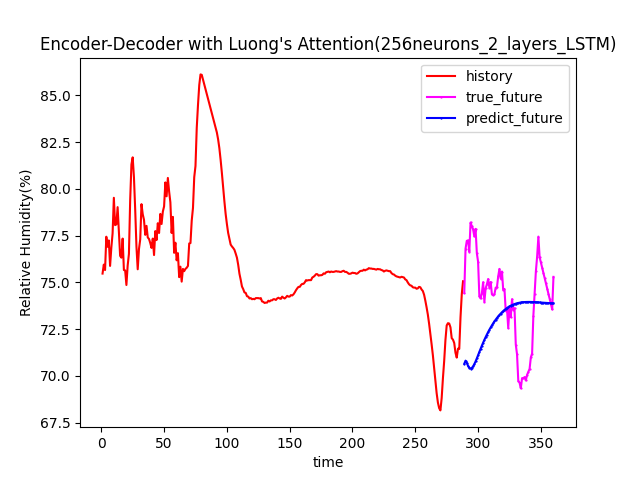 Encoder-Decoder with Luong's Attention(256neurons_2_layers_LSTM)
history
true_future
predict_future
Relative Humidity(%)
85.0
82.5
80.0
77.5
75.0
72.5
70.0
67.5
0 50 100 150 200 250 300 350
time